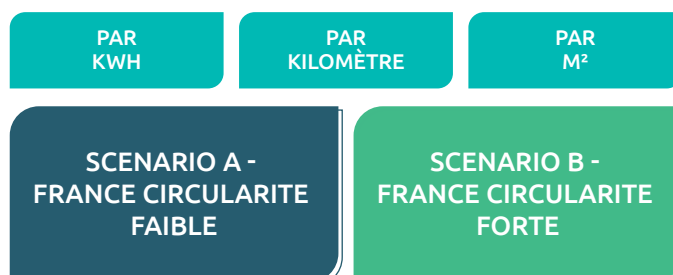 PAR
KWH
PAR
KILOMÈTRE
PAR
M²
SCENARIO A -
FRANCE CIRCULARITE
FAIBLE
SCENARIO B -
FRANCE CIRCULARITE
FORTE